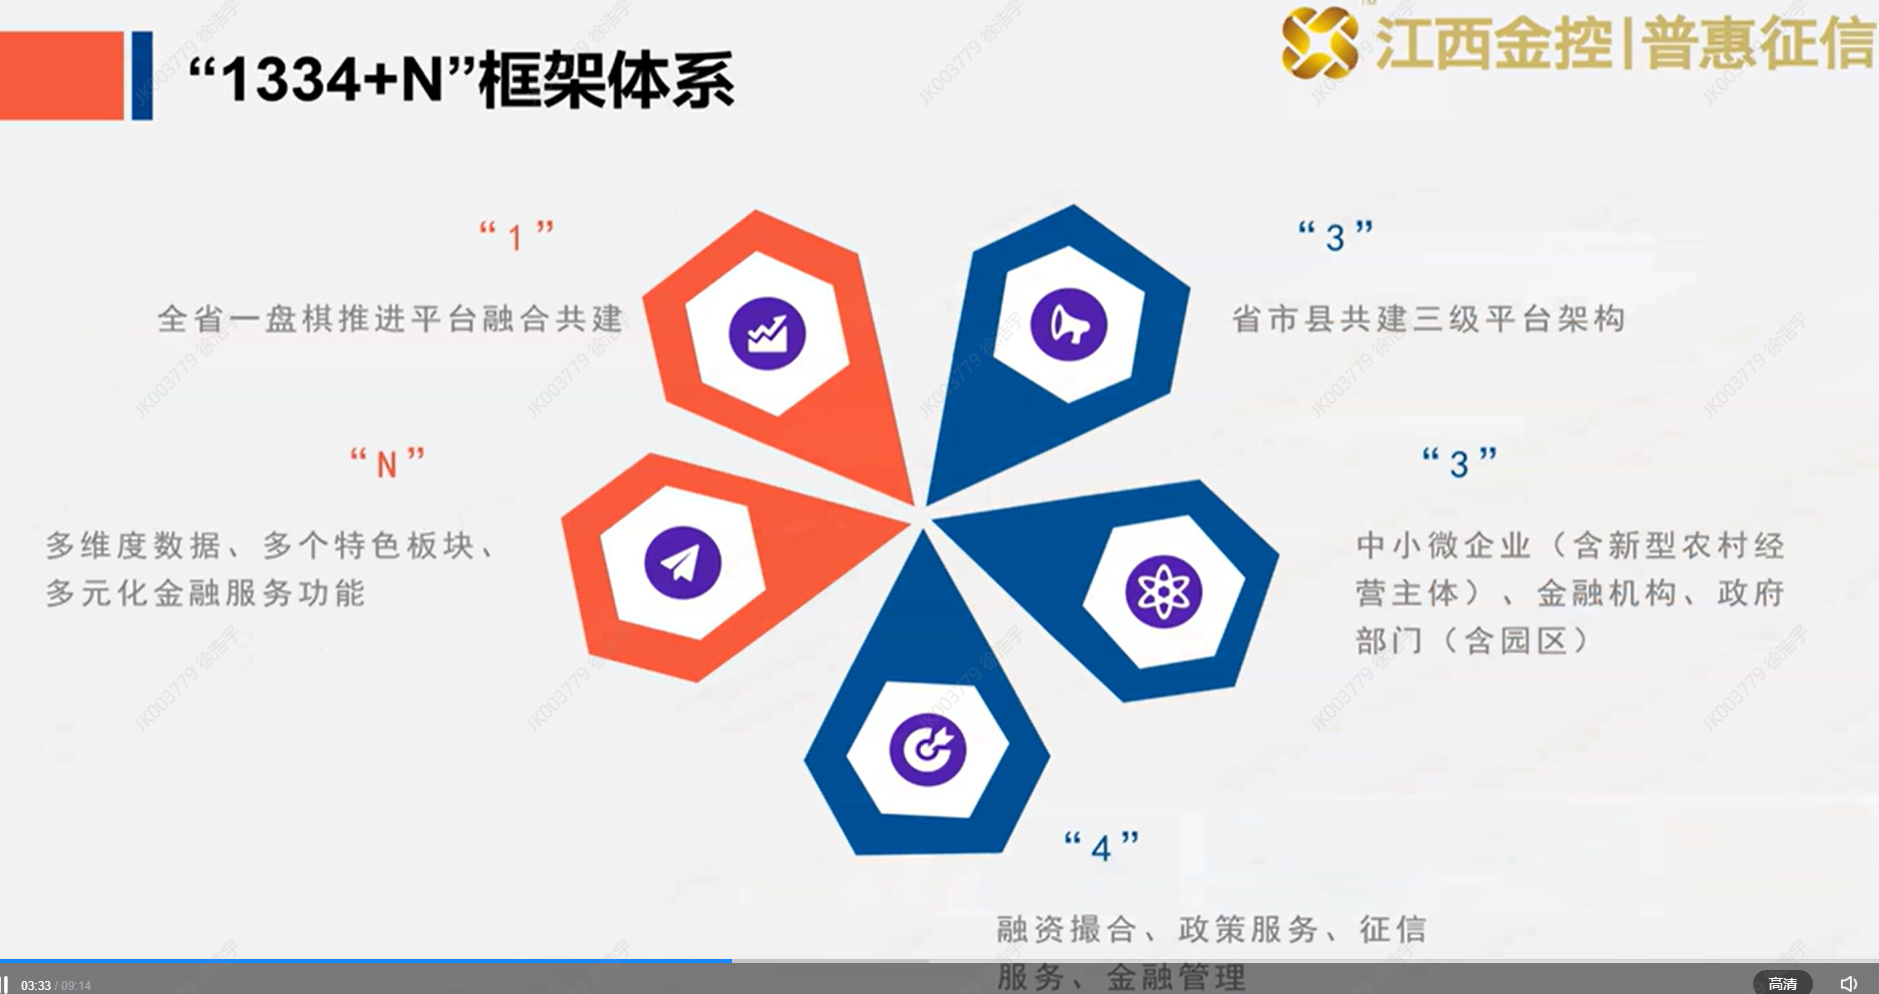 “1334+N”框架体系
江西金控|普惠征信
“1”
全省一盘棋推进平台融合共建
“3”
省市县共建三级平台架构
“N”
多维度数据、多个特色板块、
多元化金融服务功能
“3”
中小微企业（含新型农村经
营主体）、金融机构、政府
部门（含园区）
“4”
融资撮合、政策服务、征信
服务、金融管理
JK003779 徐浩宇
03:33 / 09:14
高清